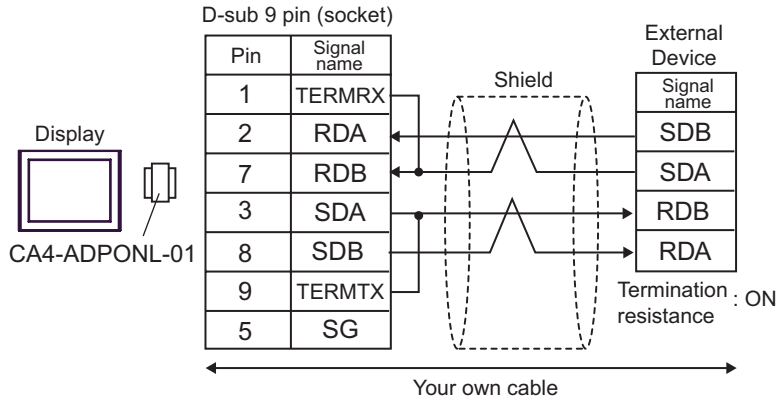 D-sub 9 pin (socket)
External
Device
Pin
Signal
name
Shield
Signal
name
1
TERMRX
Display
2
RDA
SDB
7
RDB
SDA
3
SDA
RDB
CA4-ADPONL-01
8
SDB
RDA
9
TERMTX
Termination
resistance
: ON
5
SG
Your own cable